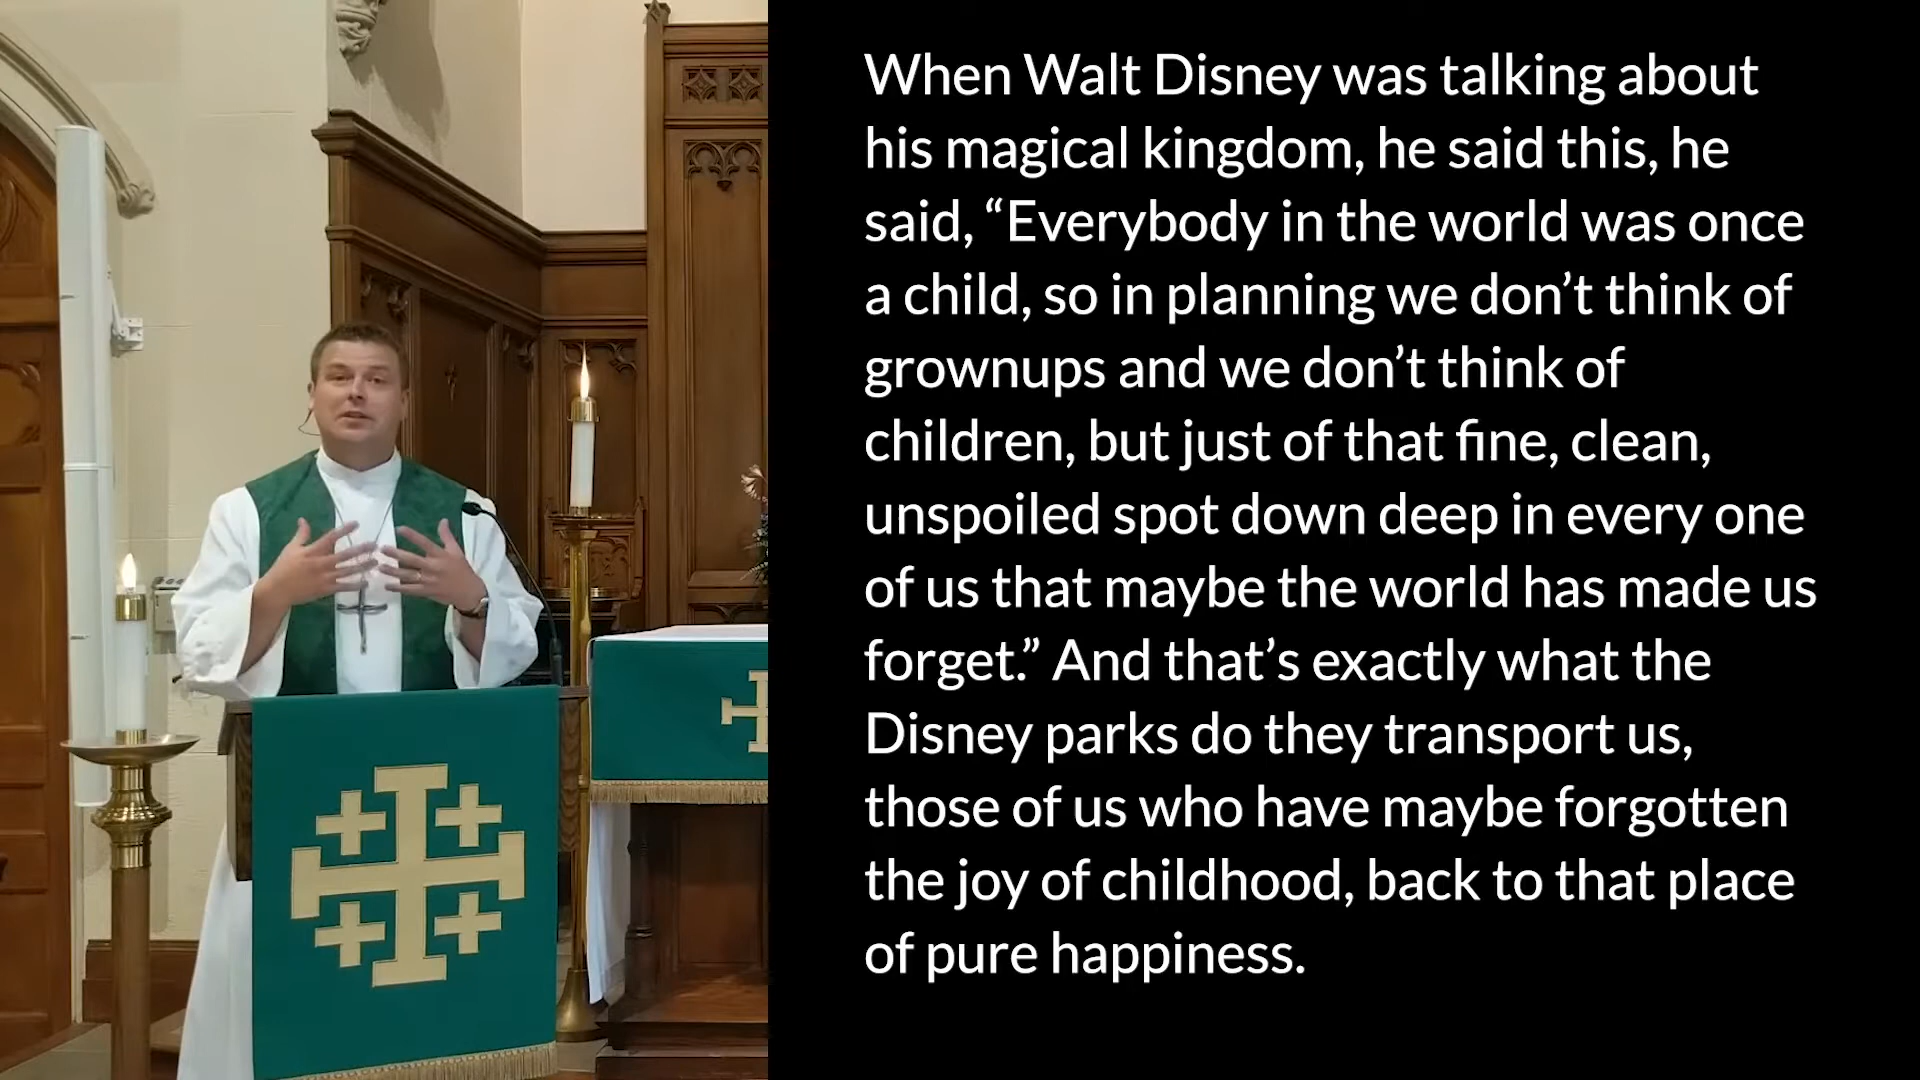 When Walt Disney was talking about
his magical kingdom, he said this, he
said, “Everybody in the world was once
a child, so in planning we don’t think of
grownups and we don’t think of
children, but just of that fine, clean,
unspoiled spot down deep in every one
of us that maybe the world has made us
forget.” And that’s exactly what the
Disney parks do they transport us,
those of us who have maybe forgotten
the joy of childhood, back to that place
of pure happiness.